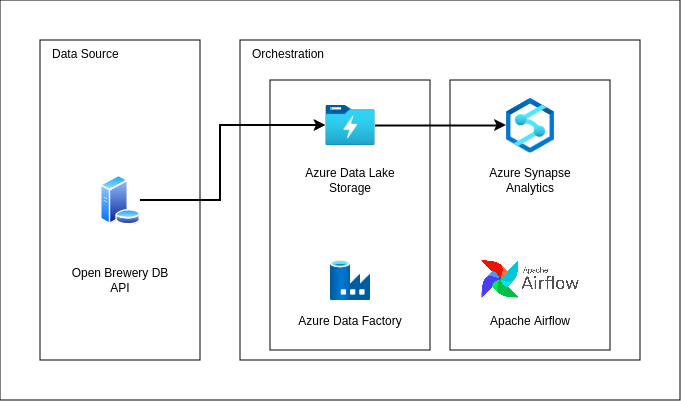 Data Source
Orchestration
Open Brewery DB
API
Azure Data Lake
Storage
Azure Synapse
Analytics
Azure Data Factory
Apache
Airflow
Apache Airflow